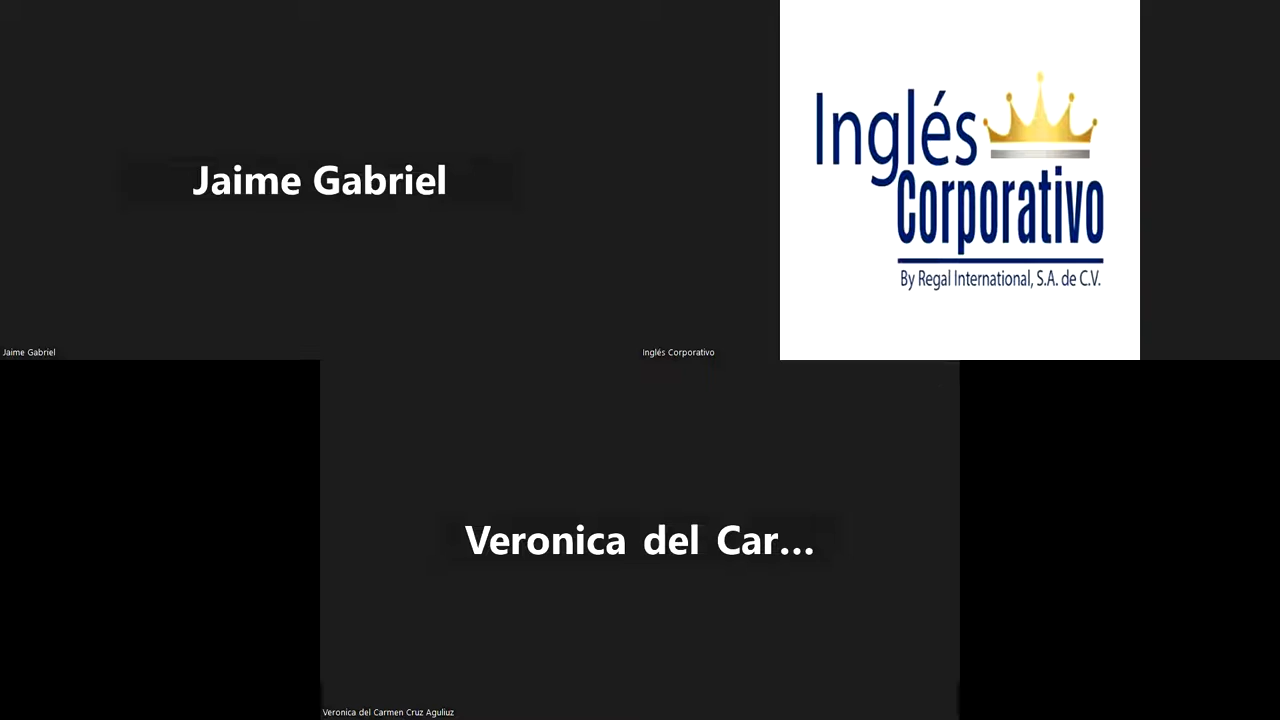 Jaime Gabriel
Jaime Gabriel
Inglés
Corporativo
By Regal International, S.A. de C.V.
Inglés Corporativo
Veronica del Car...
Veronica del Carmen Cruz Aguliuz